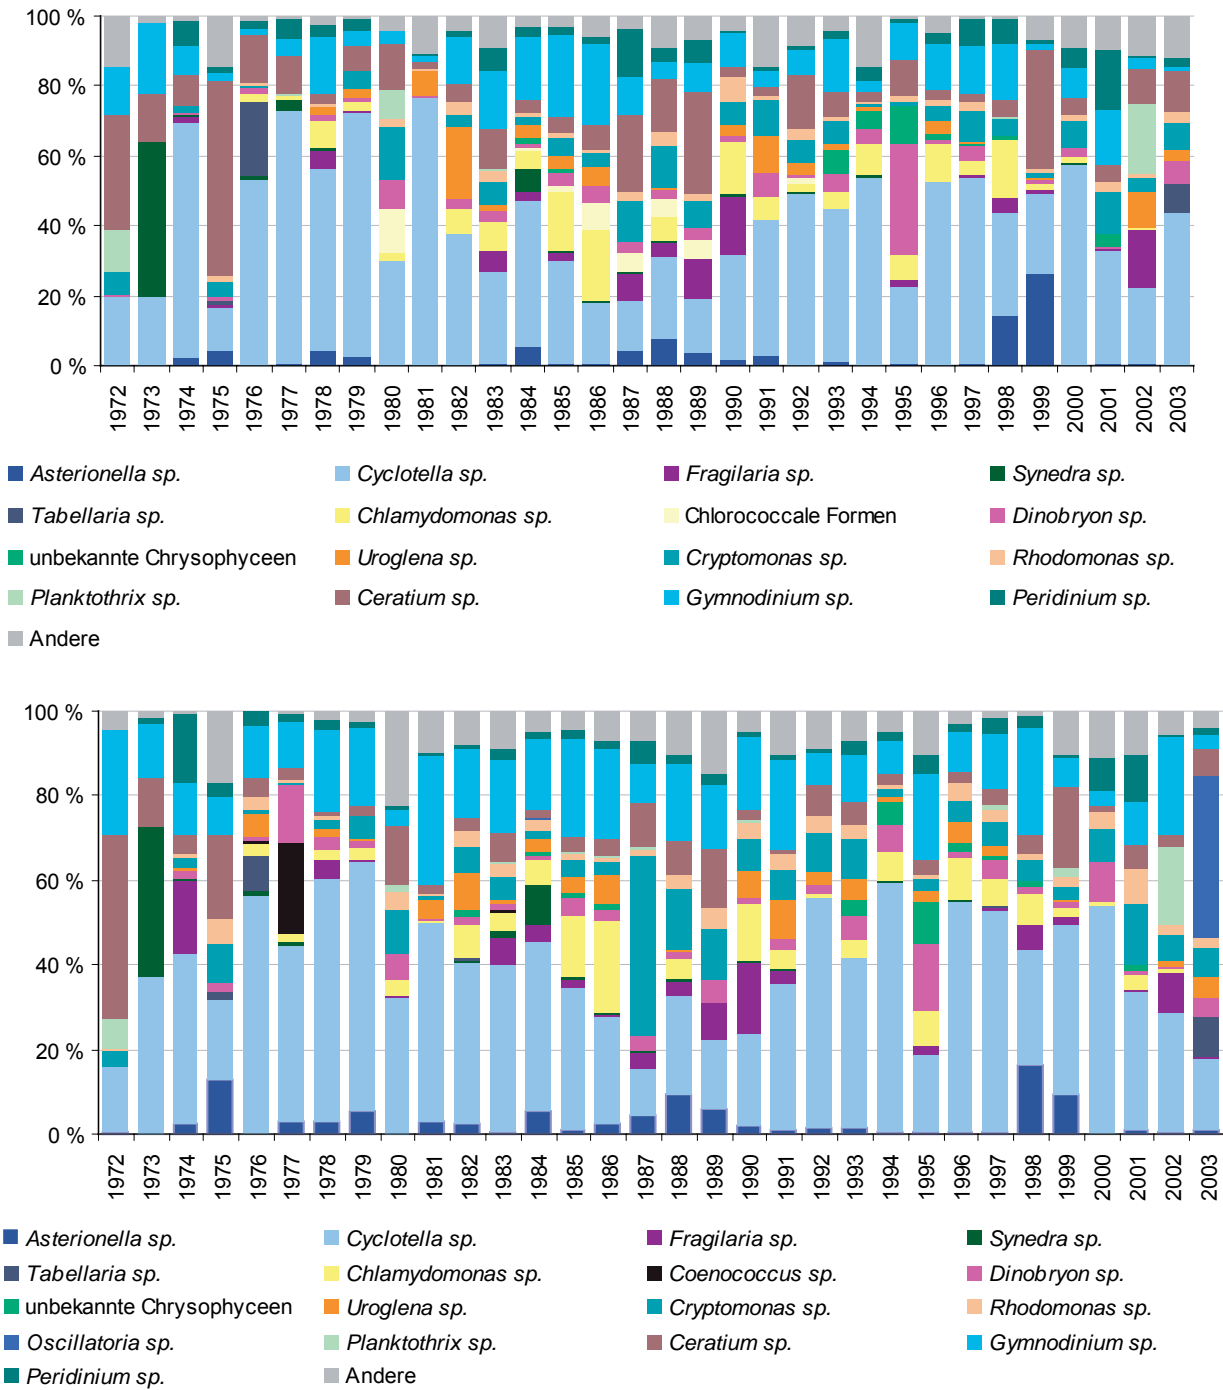 100 %
80 %
60 %
40 %
20 %
0 %
1972 1973 1974 1975 1976 1977 1978 1979 1980 1981 1982 1983 1984 1985 1986 1987 1988 1989 1990 1991 1992 1993 1994 1995 1996 1997 1998 1999 2000 2001 2002 2003
Asterionella sp. Cyclotella sp. Fragilaria sp. Synedra sp.
Tabellaria sp. Chlamydomonas sp. Chlorococcale Formen Dinobryon sp.
unbekannte Chrysophyceen Uroglena sp. Cryptomonas sp. Rhodomonas sp.
Planktothrix sp. Ceratium sp. Gymnodinium sp. Peridinium sp.
Andere
100 %
80 %
60 %
40 %
20 %
0 %
1972 1973 1974 1975 1976 1977 1978 1979 1980 1981 1982 1983 1984 1985 1986 1987 1988 1989 1990 1991 1992 1993 1994 1995 1996 1997 1998 1999 2000 2001 2002 2003
Asterionella sp. Cyclotella sp. Fragilaria sp. Synedra sp.
Tabellaria sp. Chlamydomonas sp. Coenococcus sp. Dinobryon sp.
unbekannte Chrysophyceen Uroglena sp. Cryptomonas sp. Rhodomonas sp.
Oscillatoria sp. Planktothrix sp. Ceratium sp. Gymnodinium sp.
Peridinium sp. Andere